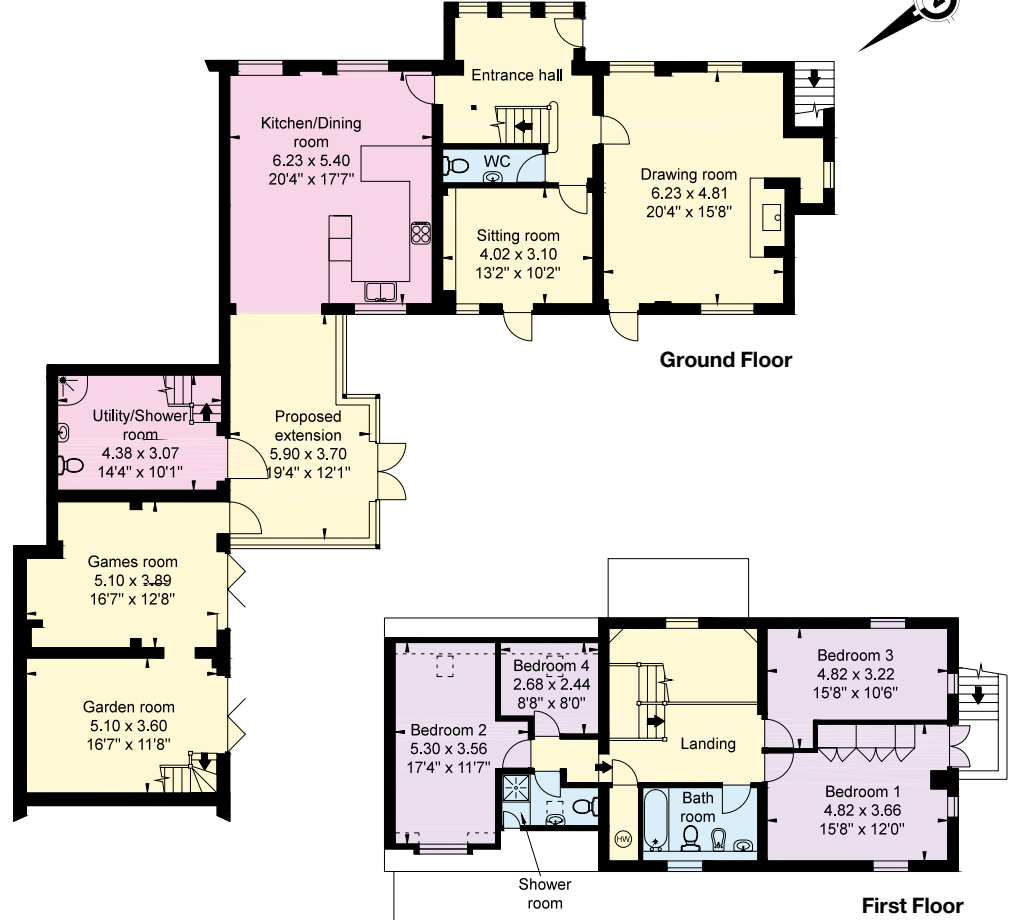 Entrance hall
Kitchen/Dining
room
6.23 x 5.40
20'4" x 17'7"
WC
Drawing room
6.23 x 4.81
20'4" x 15'8"
Sitting room
4.02 x 3.10
13'2" x 10'2"
Ground Floor
Utility/Shower
room
4.38 x 3.07
14'4" x 10'1"
Proposed
extension
5.90 x 3.70
19'4" x 12'1"
Games room
5.10 x 3.89
16'7" x 12'8"
Garden room
5.10 x 3.60
16'7" x 11'8"
Bedroom 4
2.68 x 2.44
8'8" x 8'0"
Bedroom 3
4.82 x 3.22
15'8" x 10'6"
Bedroom 2
5.30 x 3.56
17'4" x 11'7"
Landing
Bath
room
Bedroom 1
4.82 x 3.66
15'8" x 12'0"
HW
Shower
room
First Floor